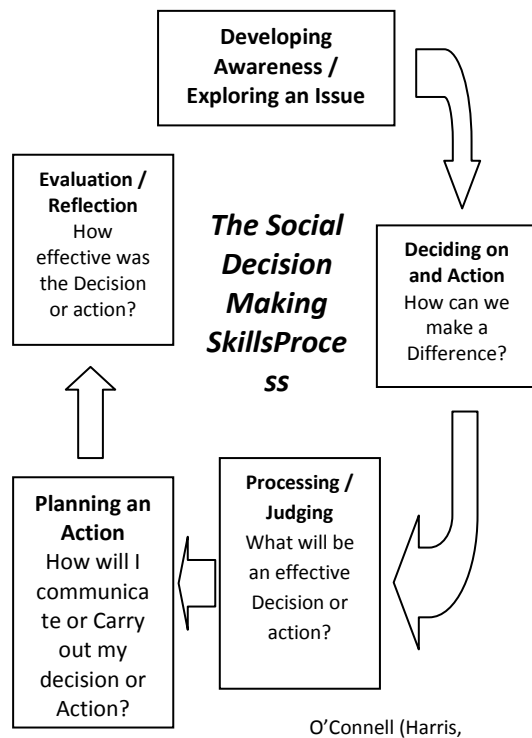 Developing
Awareness /
Exploring an Issue
Evaluation /
Reflection
How
effective was
the Decision
or action?
The Social
Decision
Making
SkillsProce
ss
Deciding on
and Action
How can we
make a
Difference?
Planning an
Action
How will I
communica
te or Carry
out my
decision or
Action?
Processing /
Judging
What will be
an effective
Decision or
action?
O’Connell (Harris,